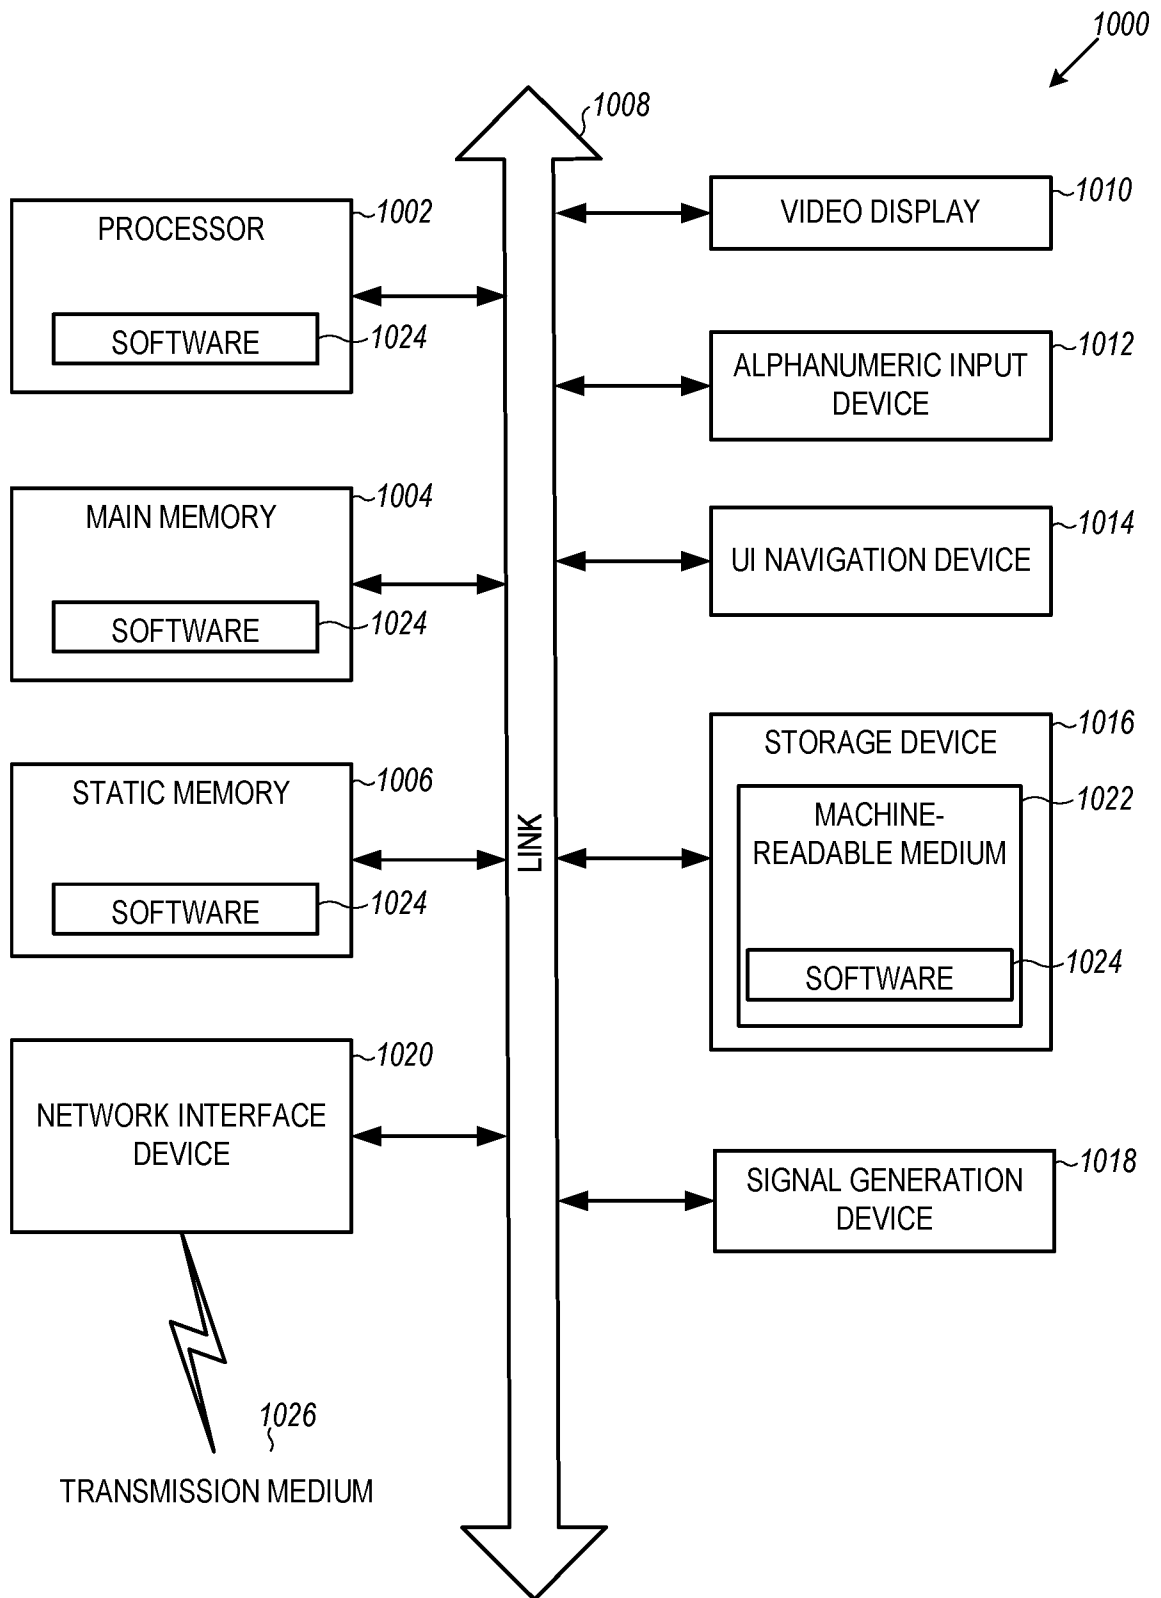 1000
1008
PROCESSOR
1002
SOFTWARE
1024
MAIN MEMORY
1004
SOFTWARE
1024
STATIC MEMORY
1006
SOFTWARE
1024
NETWORK INTERFACE
DEVICE
1020
1026
TRANSMISSION MEDIUM
LINK
VIDEO DISPLAY
1010
ALPHANUMERIC INPUT
DEVICE
1012
UI NAVIGATION DEVICE
1014
STORAGE DEVICE
1016
MACHINE-
READABLE MEDIUM
1022
SOFTWARE
1024
SIGNAL GENERATION
DEVICE
1018